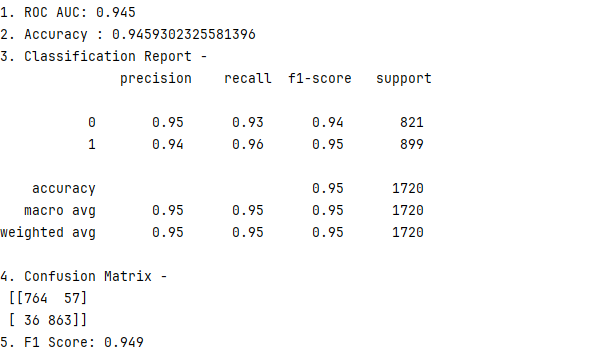 1. ROC AUC: 0.945
2. Accuracy : 0.9459302325581396
3. Classification Report -
              precision    recall  f1-score   support

           0       0.95      0.93      0.94       821
           1       0.94      0.96      0.95       899

    accuracy                           0.95      1720
   macro avg       0.95      0.95      0.95      1720
weighted avg       0.95      0.95      0.95      1720

4. Confusion Matrix -
 [[764  57]
 [ 36 863]]
5. F1 Score: 0.949